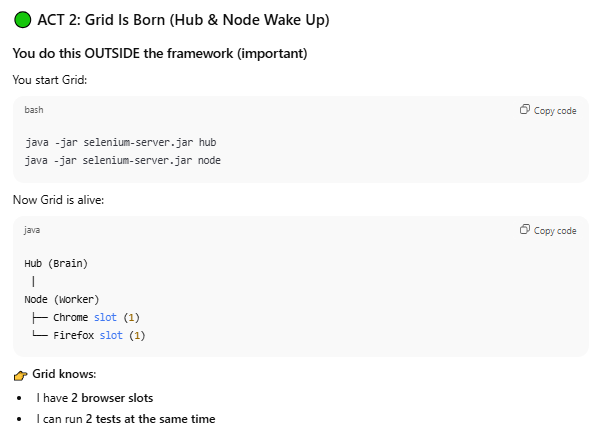 🟢 ACT 2: Grid Is Born (Hub & Node Wake Up)
You do this OUTSIDE the framework (important)
You start Grid:
bash
Copy code
java -jar selenium-server.jar hub
java -jar selenium-server.jar node
Now Grid is alive:
java
Copy code
Hub (Brain)
 |
Node (Worker)
 ├── Chrome slot (1)
 └── Firefox slot (1)
👉 Grid knows:
• I have 2 browser slots
• I can run 2 tests at the same time